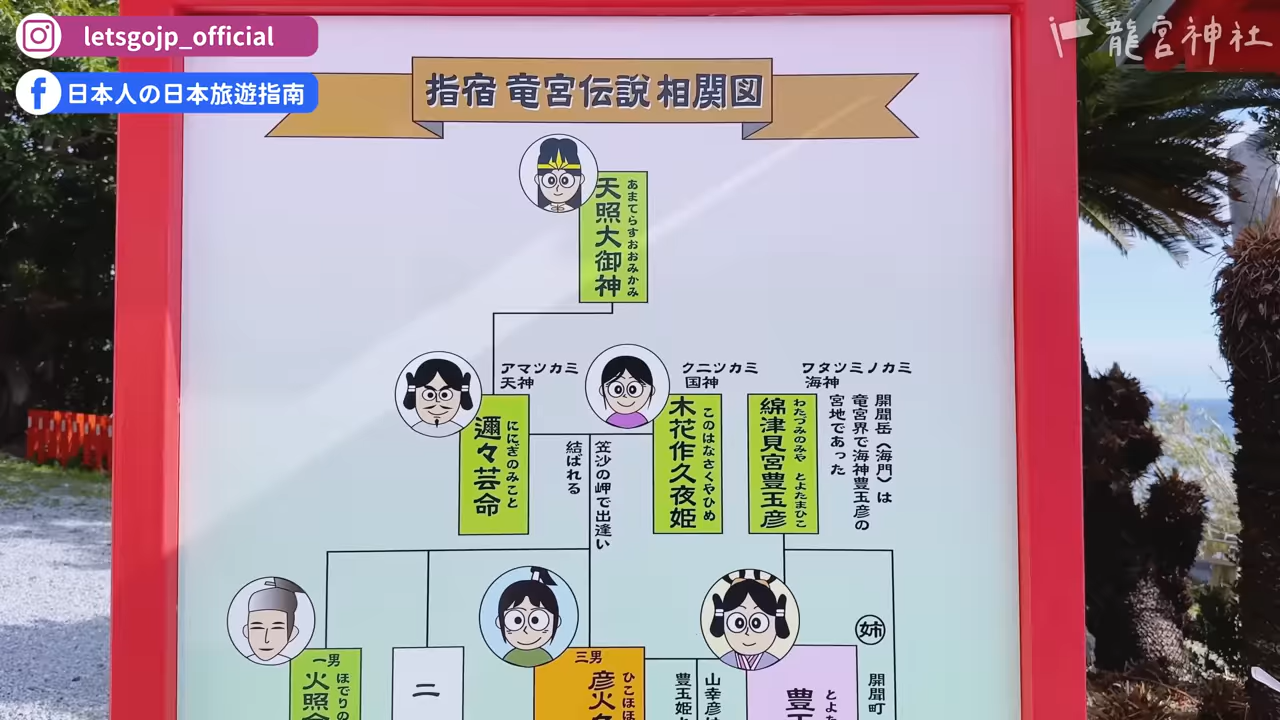 letsgojp_official
日本人の日本旅遊指南
龍宮神社
指宿 竜宮伝説相関図
あまてらすおおみかみ
天照大御神
アマツカミ
天神
ににぎのみこと
邇々芸命
クニツカミ
国神
このはなさくやひめ
木花作久夜姫
ワタツミノカミ
海神
わたづみのみや とよたまひこ
綿津見宮豊玉彦
開聞岳(海門)は
竜宮界で海神豊玉彦の
宮地であった
笠沙の岬で出逢い
結ばれる
一男
ほでりの
火照命
二
三男
ひこほほ
彦火
山幸彦は
豊玉姫
とよた
豊玉
姉
開聞町